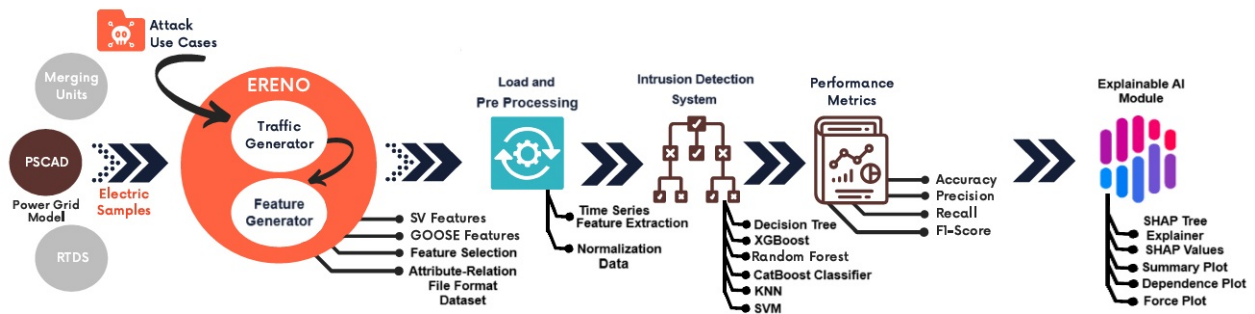 Attack
Use Cases
Merging
Units
PSCAD
Power Grid
Model
RTDS
Electric
Samples
ERENO
Traffic
Generator
Feature
Generator
SV Features
GOOSE Features
Feature Selection
Attribute-Relation
File Format
Dataset
Load and
Pre Processing
Time Series
Feature Extraction
Normalization
Data
Intrusion Detection
System
Decision Tree
XGBoost
Random Forest
CatBoost Classifier
KNN
SVM
Performance
Metrics
Accuracy
Precision
Recall
F1-Score
Explainable AI
Module
SHAP Tree
Explainer
SHAP Values
Summary Plot
Dependence Plot
Force Plot